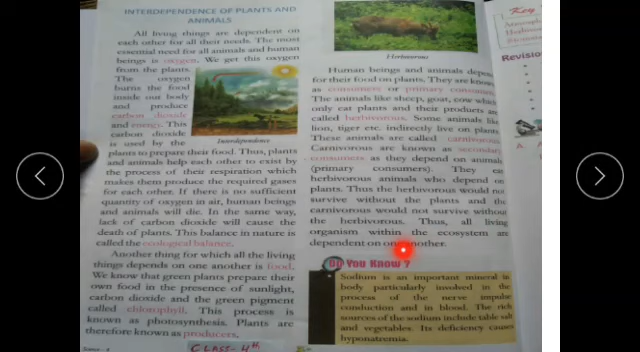 INTERDEPENDENCE OF PLANTS AND
ANIMALS
All living things are dependent on
each other for all their needs. The most
essential need for all animals and human
beings is oxygen. We get this oxygen
from the plants.
The oxygen
burns the food
inside our body
and produce
carbon dioxide
and energy. This
carbon dioxide
is used by the
Interdependence
plants to prepare their food. Thus, plants
and animals help each other to exist by
the process of their respiration which
makes them produce the required gases
for each other. If there is no sufficient
quantity of oxygen in air, human beings
and animals will die. In the same way,
lack of carbon dioxide will cause the
death of plants. This balance in nature is
called the ecological balance.
Another thing for which all the living
things depends on one another is food.
We know that green plants prepare their
own food in the presence of sunlight,
carbon dioxide and the green pigment
called chlorophyll. This process is
known as photosynthesis. Plants are
therefore known as producers.
Science - 4
CLASS-4th
Herbivorous
Human beings and animals depe
for their food on plants. They are know
as consumers or primary consumer
The animals like sheep, goat, cow which
only eat plants and their products are
called herbivorous. Some animals like
lion, tiger etc. indirectly live on plants.
These animals are called carnivorous.
Carnivorous are known as secondary
consumers as they depend on animals
(primary consumers). They ea
herbivorous animals who depend on
plants. Thus the herbivorous would not
survive without the plants and the
carnivorous would not survive without
the herbivorous. Thus, all living
organism within the ecosystem are
dependent on one another.
Do You Know ?
Sodium is an important mineral in
body particularly involved in the
process of the nerve impulse
conduction and in blood. The rich
sources of the sodium include table salt
and vegetables. Its deficiency causes
hyponatremia.
Key
Revision
A.